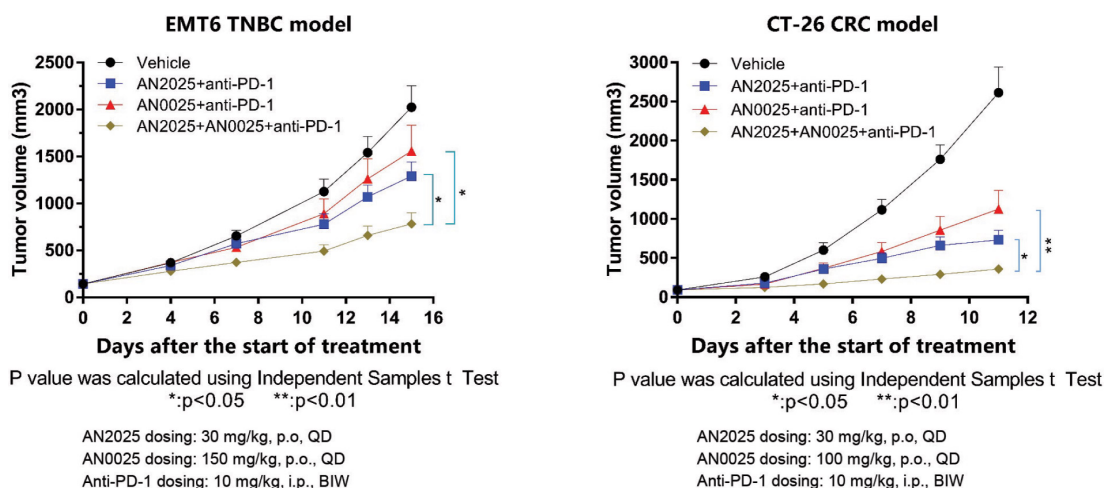 EMT6 TNBC model
Tumor volume (mm3)
2500
2000
1500
1000
500
0
Vehicle
AN2025+anti-PD-1
AN0025+anti-PD-1
AN2025+AN0025+anti-PD-1
*
*
0 2 4 6 8 10 12 14 16
Days after the start of treatment
P value was calculated using Independent Samples t Test
*:p<0.05 **:p<0.01
AN2025 dosing: 30 mg/kg, p.o, QD
AN0025 dosing: 150 mg/kg, p.o., QD
Anti-PD-1 dosing: 10 mg/kg, i.p., BIW
CT-26 CRC model
Tumor volume (mm3)
3000
2500
2000
1500
1000
500
0
Vehicle
AN2025+anti-PD-1
AN0025+anti-PD-1
AN2025+AN0025+anti-PD-1
*
**
0 2 4 6 8 10 12
Days after the start of treatment
P value was calculated using Independent Samples t Test
*:p<0.05 **:p<0.01
AN2025 dosing: 30 mg/kg, p.o, QD
AN0025 dosing: 100 mg/kg, p.o., QD
Anti-PD-1 dosing: 10 mg/kg, i.p., BIW